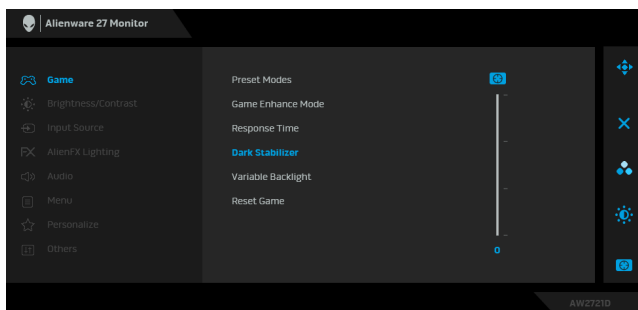 Alienware 27 Monitor
Game
Brightness/Contrast
Input Source
AlienFX Lighting
Audio
Menu
Personalize
Others
Preset Modes
Game Enhance Mode
Response Time
Dark Stabilizer
Variable Backlight
Reset Game
0
AW2721D